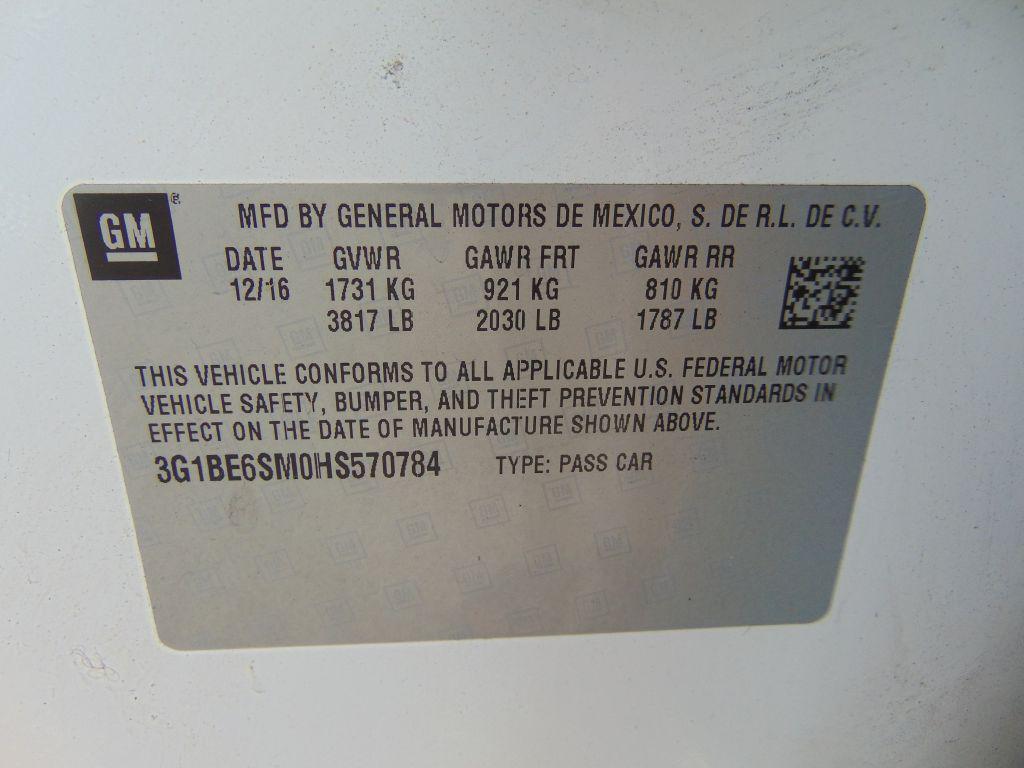 GM ®
MFD BY GENERAL MOTORS DE MEXICO, S. DE R.L. DE C.V.
DATE GVWR GAWR FRT GAWR RR
12/16 1731 KG 921 KG 810 KG
3817 LB 2030 LB 1787 LB
THIS VEHICLE CONFORMS TO ALL APPLICABLE U.S. FEDERAL MOTOR
VEHICLE SAFETY, BUMPER, AND THEFT PREVENTION STANDARDS IN
EFFECT ON THE DATE OF MANUFACTURE SHOWN ABOVE.
3G1BE6SM0HS570784 TYPE: PASS CAR